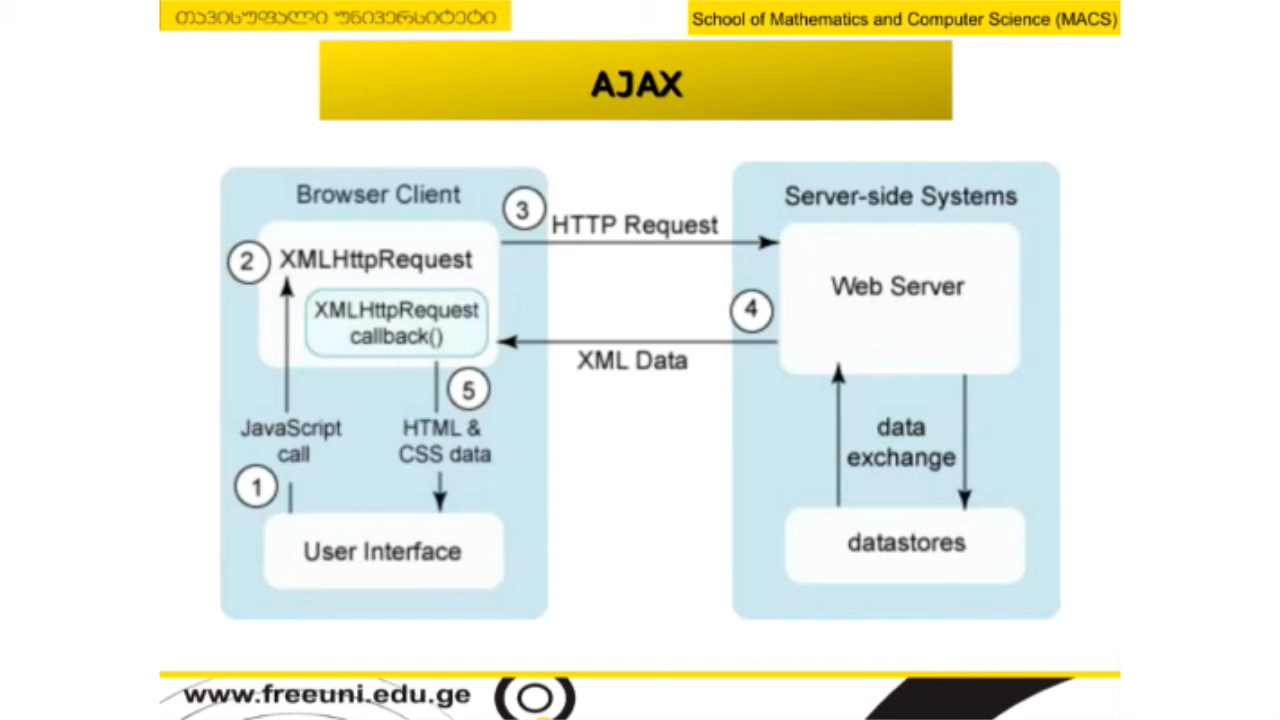 თავისუფალი უნივერსიტეტი
School of Mathematics and Computer Science (MACS)
AJAX
Browser Client
Server-side Systems
3
HTTP Request
2
XMLHttpRequest
Web Server
XMLHttpRequest
callback()
4
XML Data
5
JavaScript
call
HTML &
CSS data
data
exchange
1
User Interface
datastores
www.freeuni.edu.ge